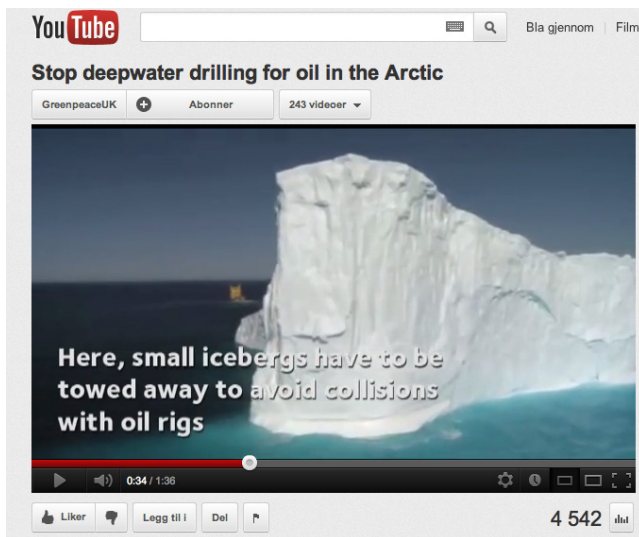 You Tube
Bla gjennom Film
Stop deepwater drilling for oil in the Arctic
GreenpeaceUK Abonner 243 videoer
Here, small icebergs have to be
towed away to avoid collisions
with oil rigs
0:34 / 1:36
Liker Legg til i Del 4 542